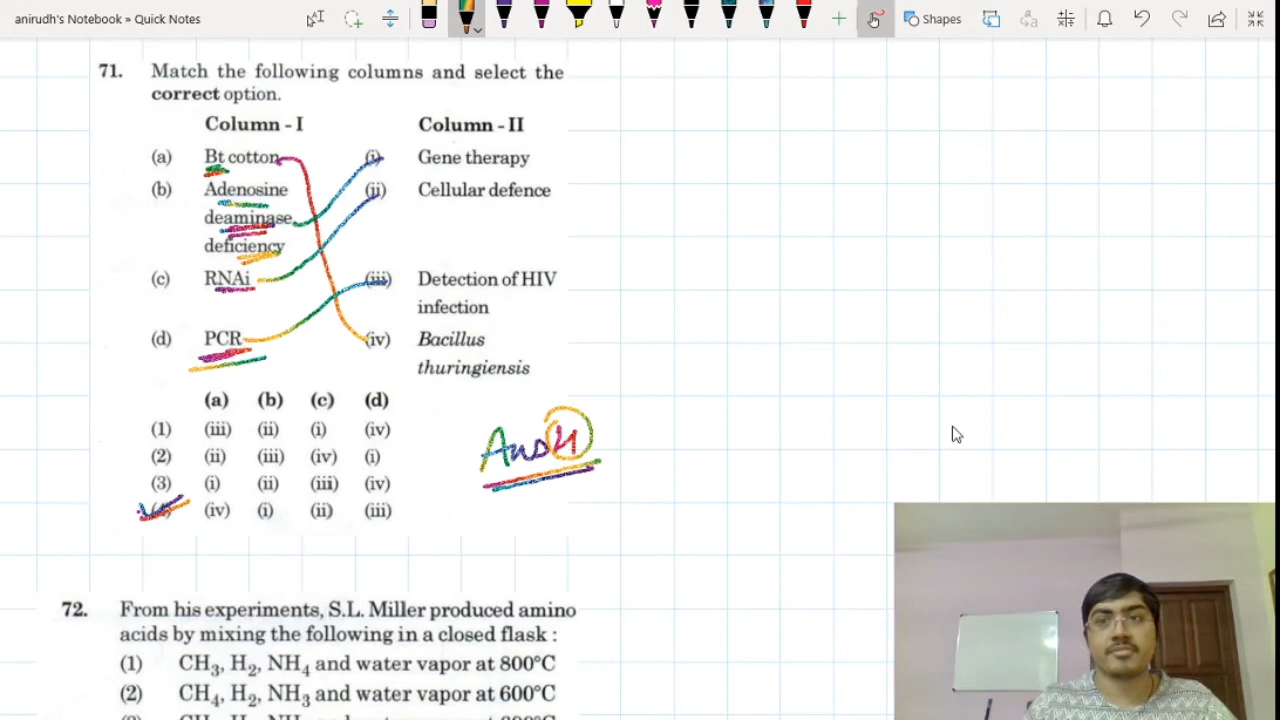 anirudh's Notebook » Quick Notes
Shapes
71. Match the following columns and select the
correct option.
Column - I Column - II
(a) Bt cotton (i) Gene therapy
(b) Adenosine (ii) Cellular defence
deaminase
deficiency
(c) RNAi (iii) Detection of HIV
infection
(d) PCR (iv) Bacillus
thuringiensis
(a) (b) (c) (d)
(1) (iii) (ii) (i) (iv)
(2) (ii) (iii) (iv) (i)
(3) (i) (ii) (iii) (iv)
(4) (iv) (i) (ii) (iii)
Ans 4
72. From his experiments, S.L. Miller produced amino
acids by mixing the following in a closed flask :
(1) CH₃, H₂, NH₄ and water vapor at 800°C
(2) CH₄, H₂, NH₃ and water vapor at 600°C